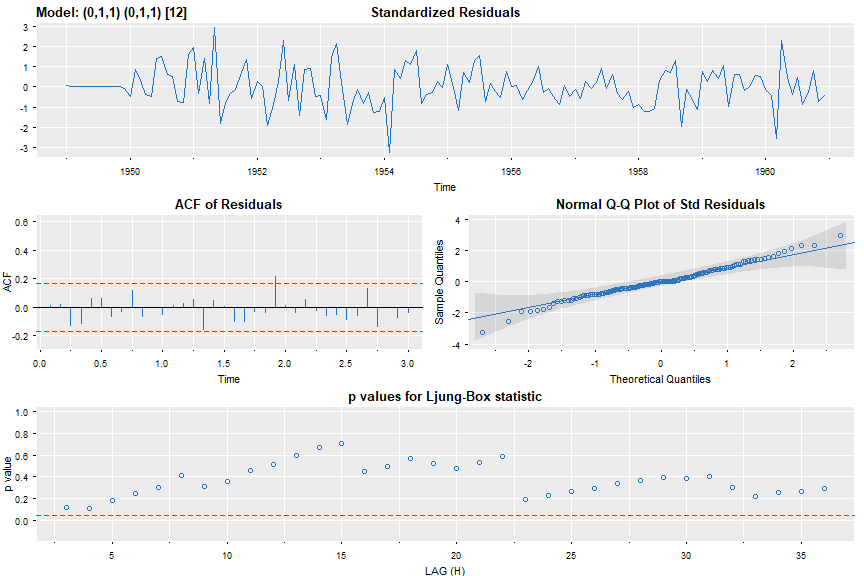 Model: (0,1,1) (0,1,1) [12] Standardized Residuals
3
2
1
0
-1
-2
-3
1950 1952 1954 1956 1958 1960
Time
ACF of Residuals
0.6
0.4
0.2
0.0
-0.2
ACF
0.0 0.5 1.0 1.5 2.0 2.5 3.0
Time
Normal Q-Q Plot of Std Residuals
4
2
0
-2
-4
Sample Quantiles
-2 -1 0 1 2
Theoretical Quantiles
p values for Ljung-Box statistic
1.0
0.8
0.6
0.4
0.2
0.0
p value
5 10 15 20 25 30 35
LAG (H)